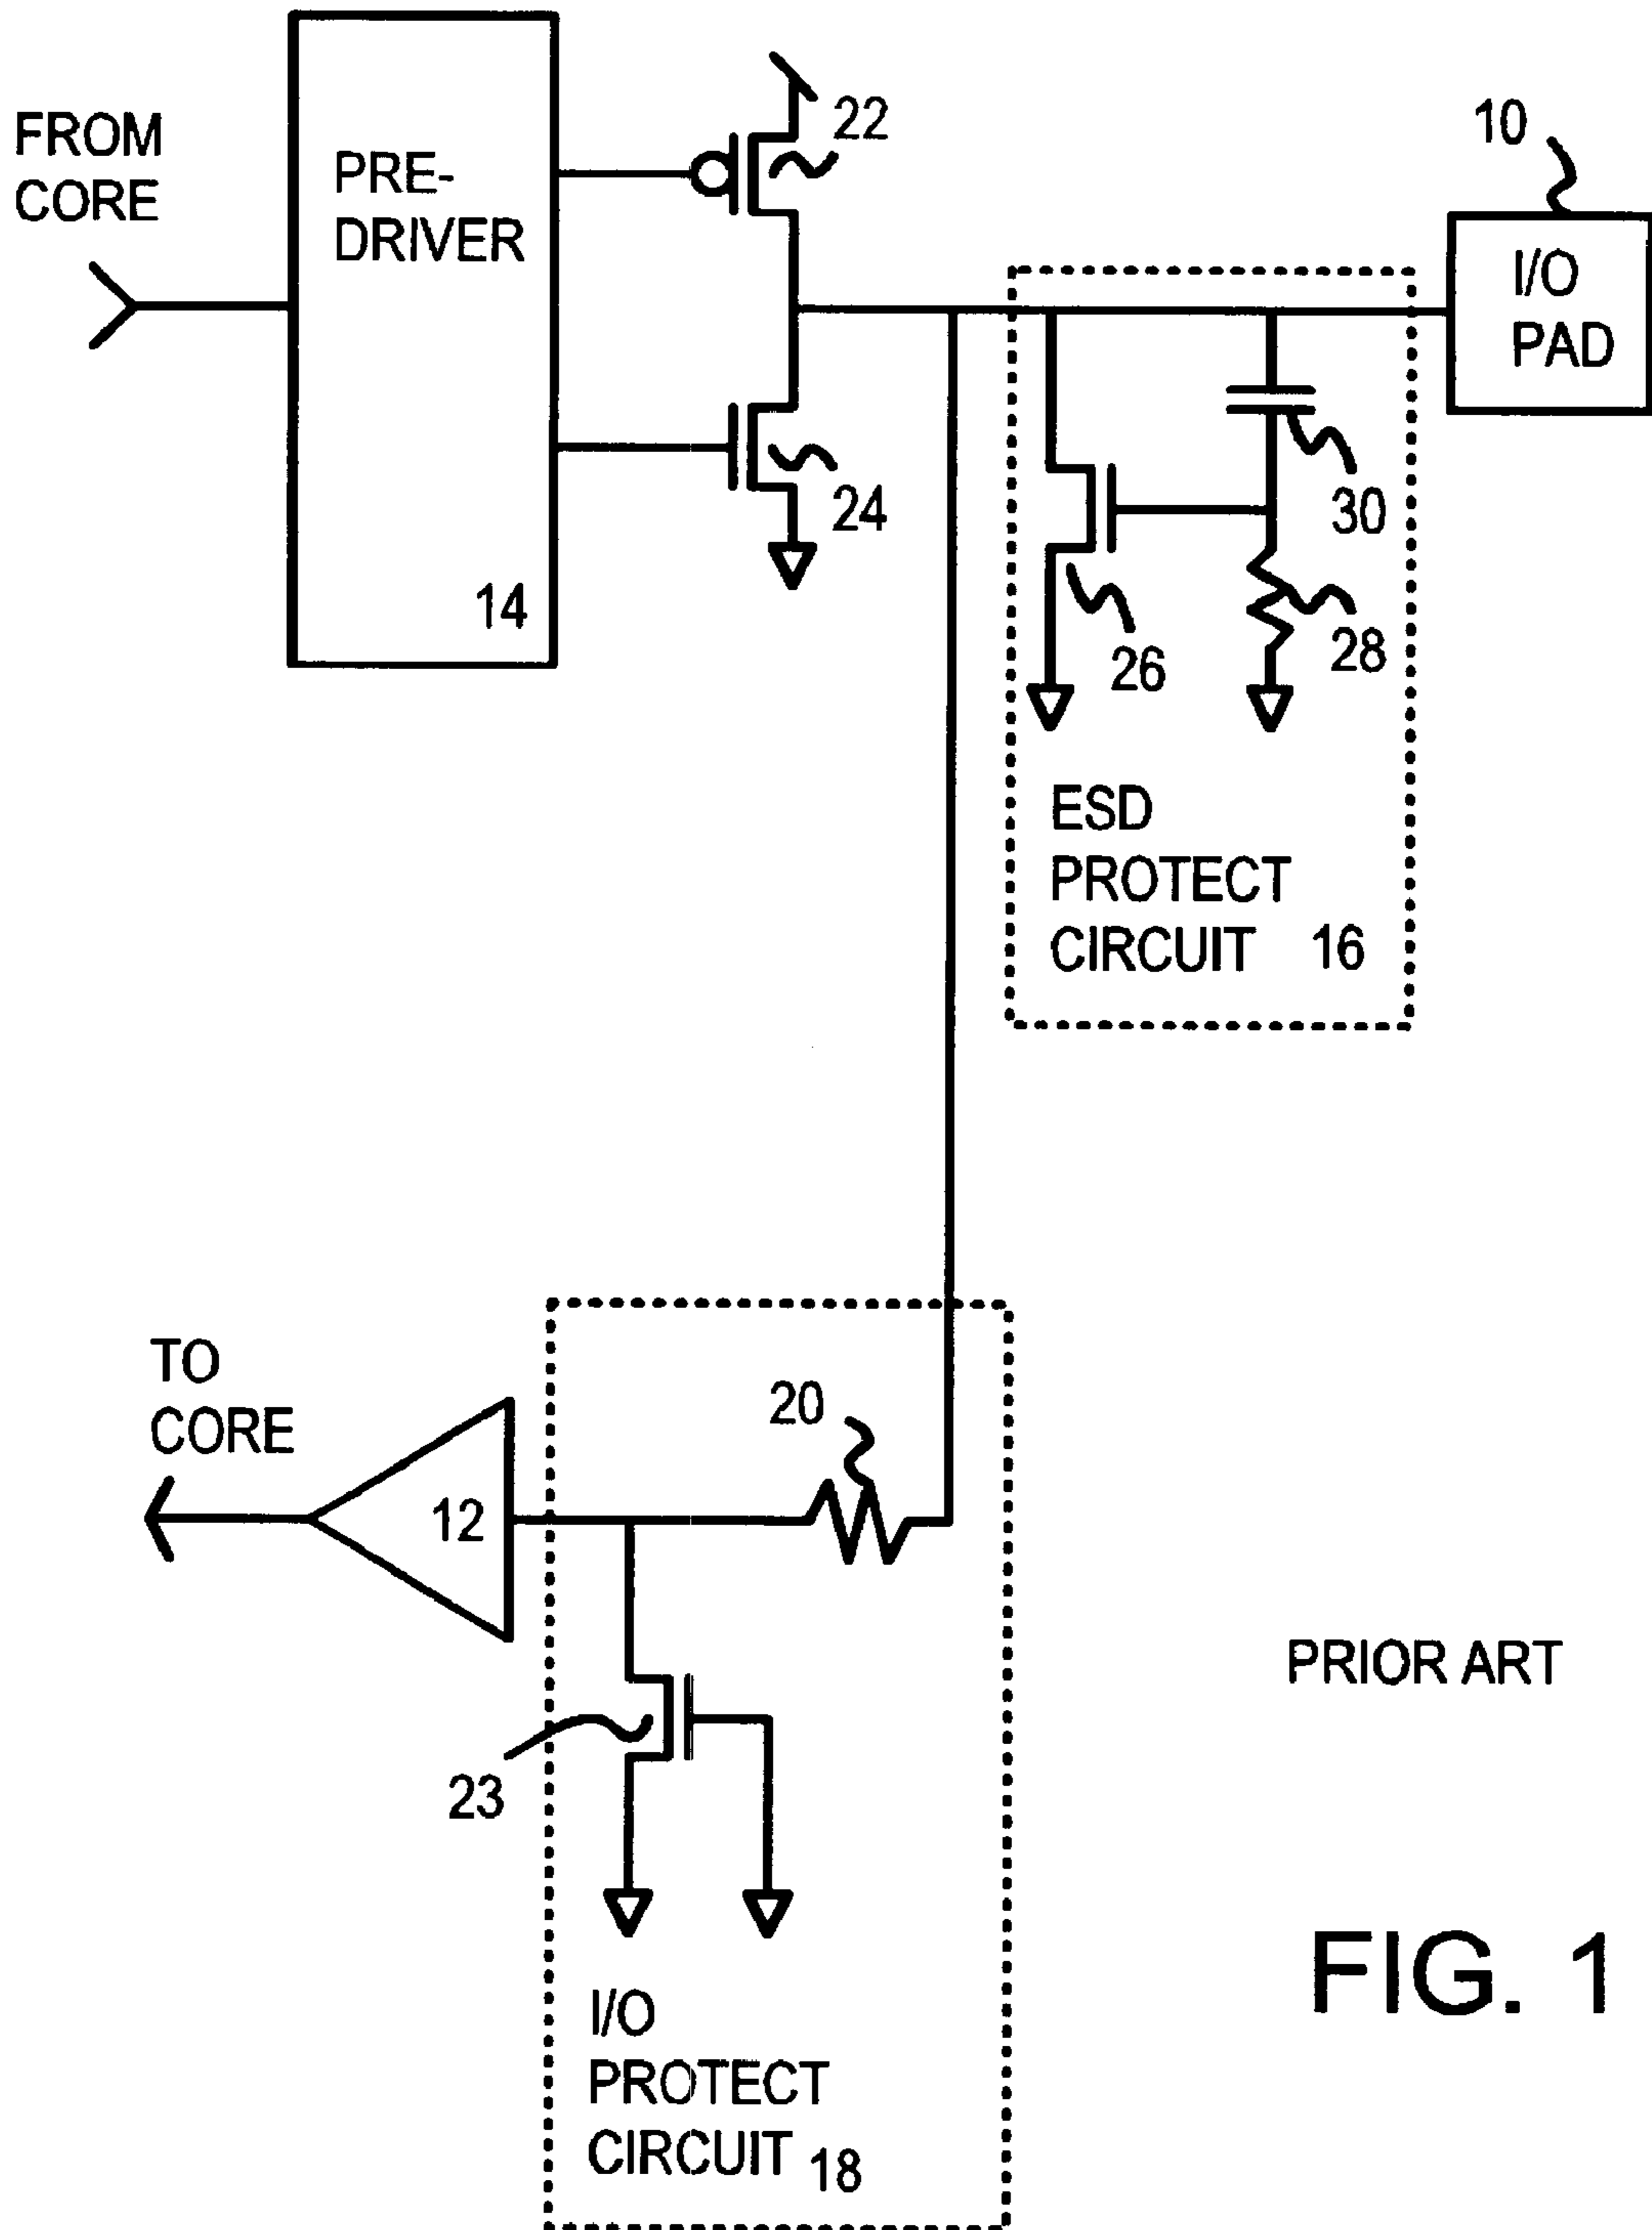 FROM
CORE
PRE-
DRIVER
14
22
24
10
I/O
PAD
30
28
26
ESD
PROTECT
CIRCUIT 16
TO
CORE
12
20
23
I/O
PROTECT
CIRCUIT 18
PRIOR ART
FIG. 1